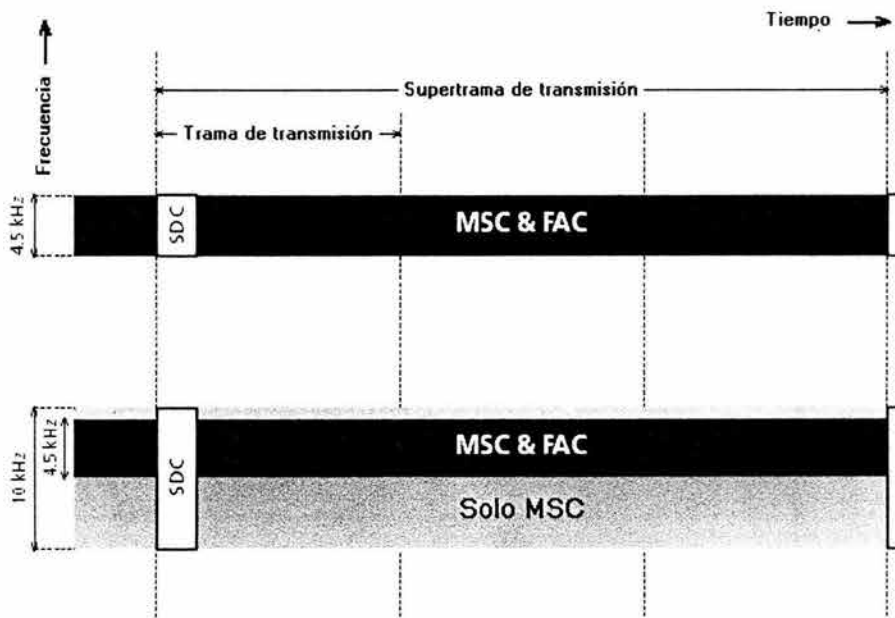 Tiempo
Frecuencia
Supertrama de transmisión
Trama de transmisión
4.5 kHz
SDC
MSC & FAC
10 kHz
4.5 kHz
SDC
MSC & FAC
Solo MSC